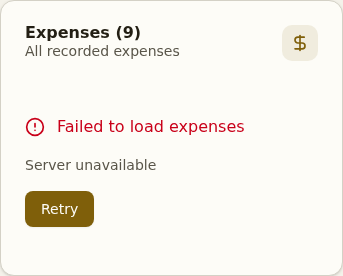 Expenses (9)
All recorded expenses
$
Failed to load expenses
Server unavailable
Retry